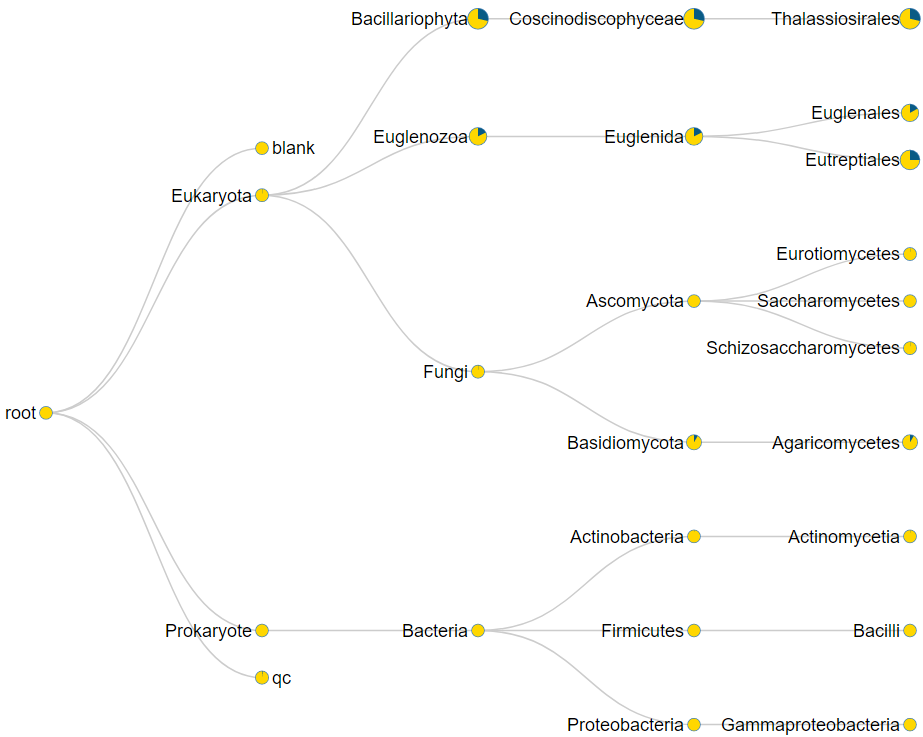 Bacillariophyta Coscinodiscophyceae Thalassiosirales
Euglenales
Euglenozoa Euglenida
blank
Eutreptiales
Eukaryota
Eurotiomycetes
Ascomycota Saccharomycetes
Schizosaccharomycetes
Fungi
root
Basidiomycota Agaricomycetes
Actinobacteria Actinomycetia
Prokaryote Bacteria Firmicutes Bacilli
qc
Proteobacteria Gammaproteobacteria